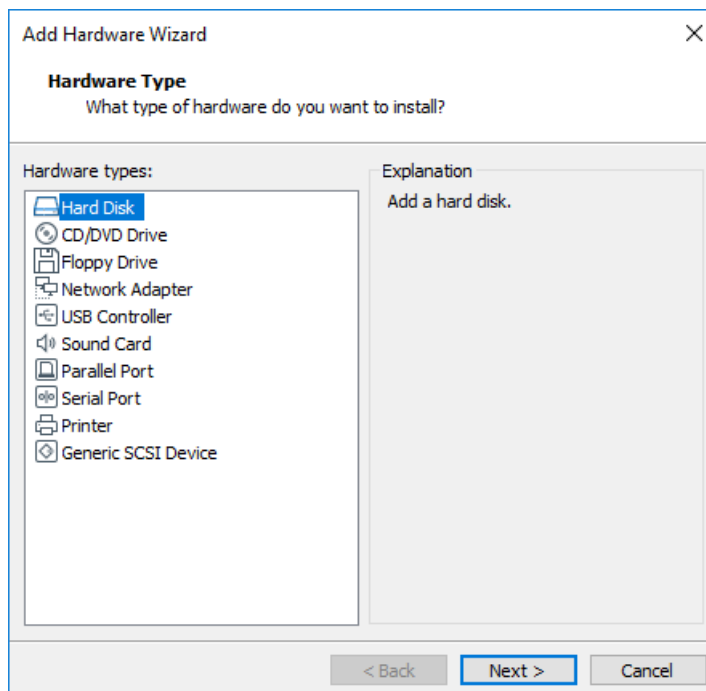 Add Hardware Wizard
Hardware Type
What type of hardware do you want to install?
Hardware types:
Hard Disk
CD/DVD Drive
Floppy Drive
Network Adapter
USB Controller
Sound Card
Parallel Port
Serial Port
Printer
Generic SCSI Device
Explanation
Add a hard disk.
< Back
Next >
Cancel